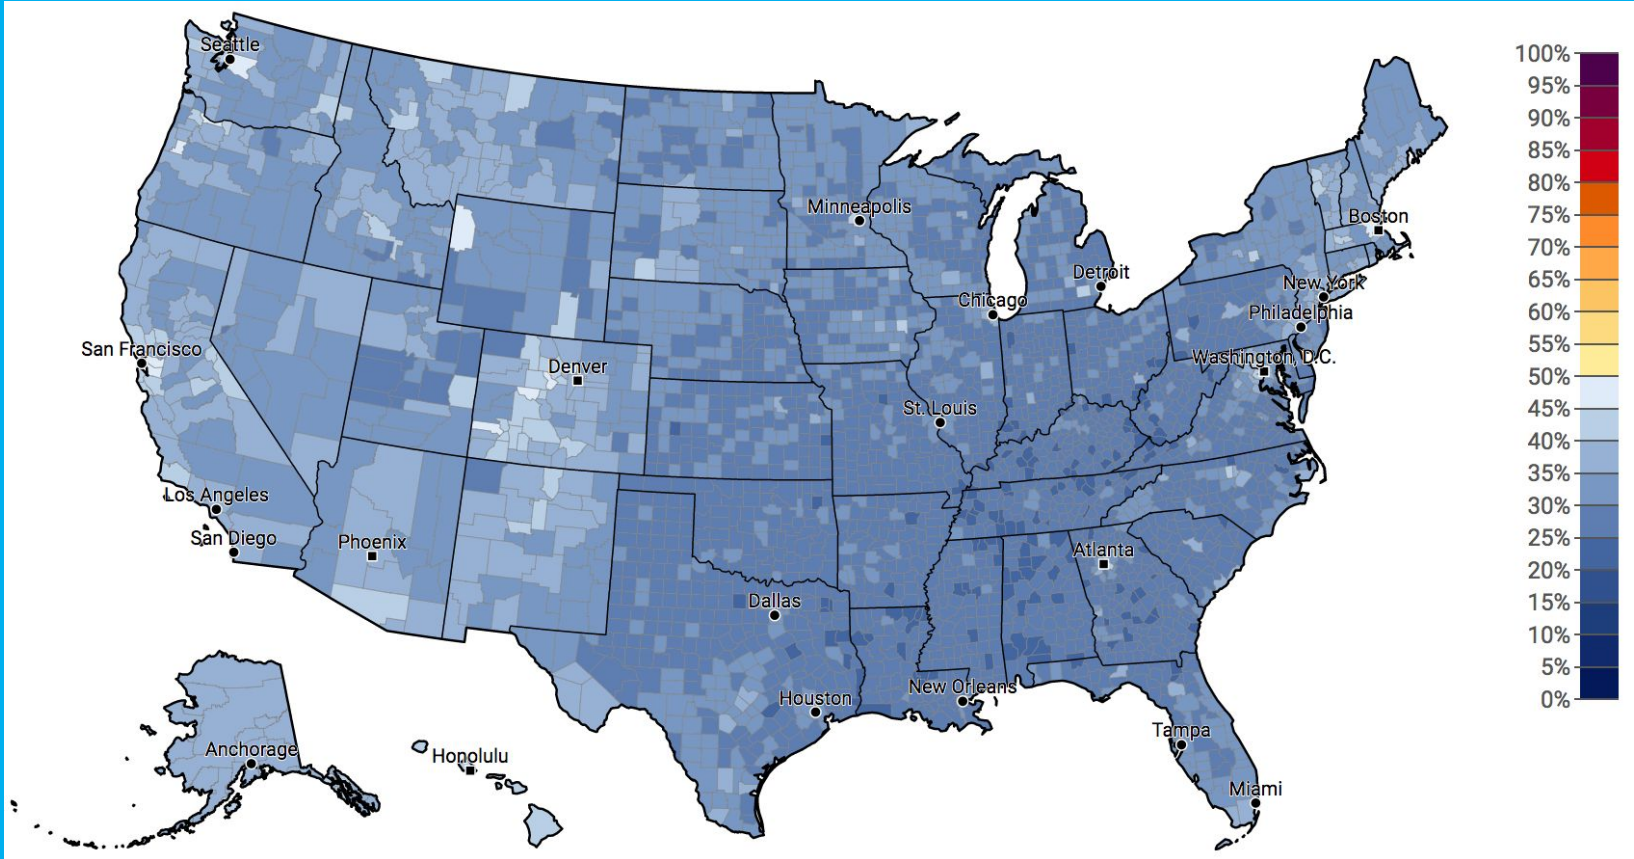 Seattle
Minneapolis
Boston
Detroit
New York
Chicago
Philadelphia
San Francisco
Washington, D.C.
Denver
St. Louis
Los Angeles
San Diego
Phoenix
Atlanta
Dallas
New Orleans
Houston
Tampa
Anchorage
Honolulu
Miami
100%
95%
90%
85%
80%
75%
70%
65%
60%
55%
50%
45%
40%
35%
30%
25%
20%
15%
10%
5%
0%